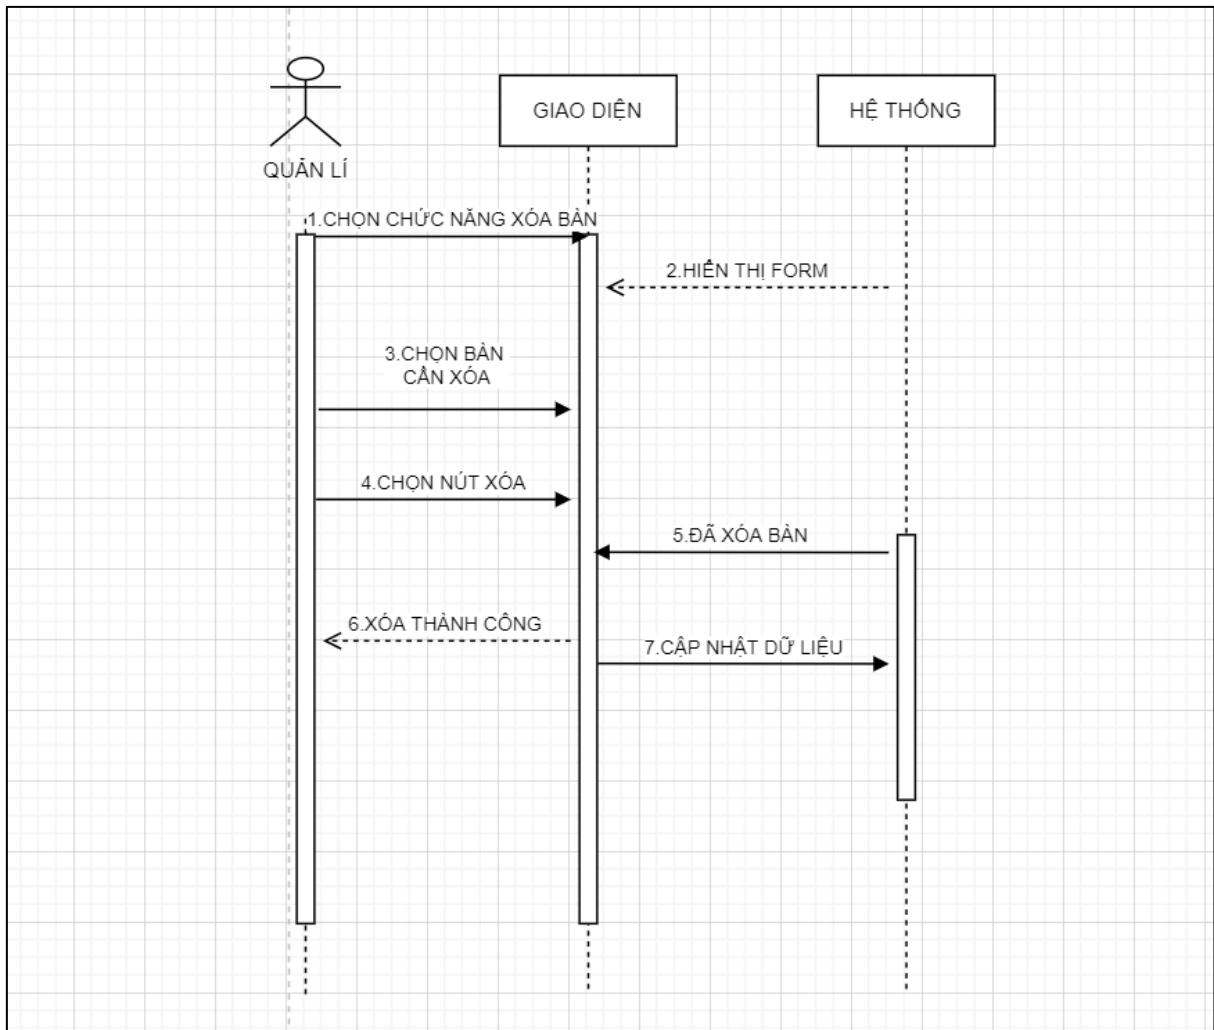 GIAO DIỆN
HỆ THỐNG
QUẢN LÍ
1.CHỌN CHỨC NĂNG XÓA BÀN
2.HIỂN THỊ FORM
3.CHỌN BÀN
CẦN XÓA
4.CHỌN NÚT XÓA
5.ĐÃ XÓA BÀN
6.XÓA THÀNH CÔNG
7.CẬP NHẬT DỮ LIỆU